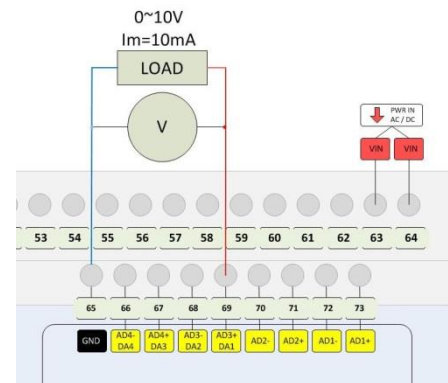 0~10V
Im=10mA
LOAD
V
PWR IN
AC / DC
VIN VIN
53 54 55 56 57 58 59 60 61 62 63 64
65 66 67 68 69 70 71 72 73
GND AD4- DA4 AD4+ DA3 AD3- DA2 AD3+ DA1 AD2- AD2+ AD1- AD1+